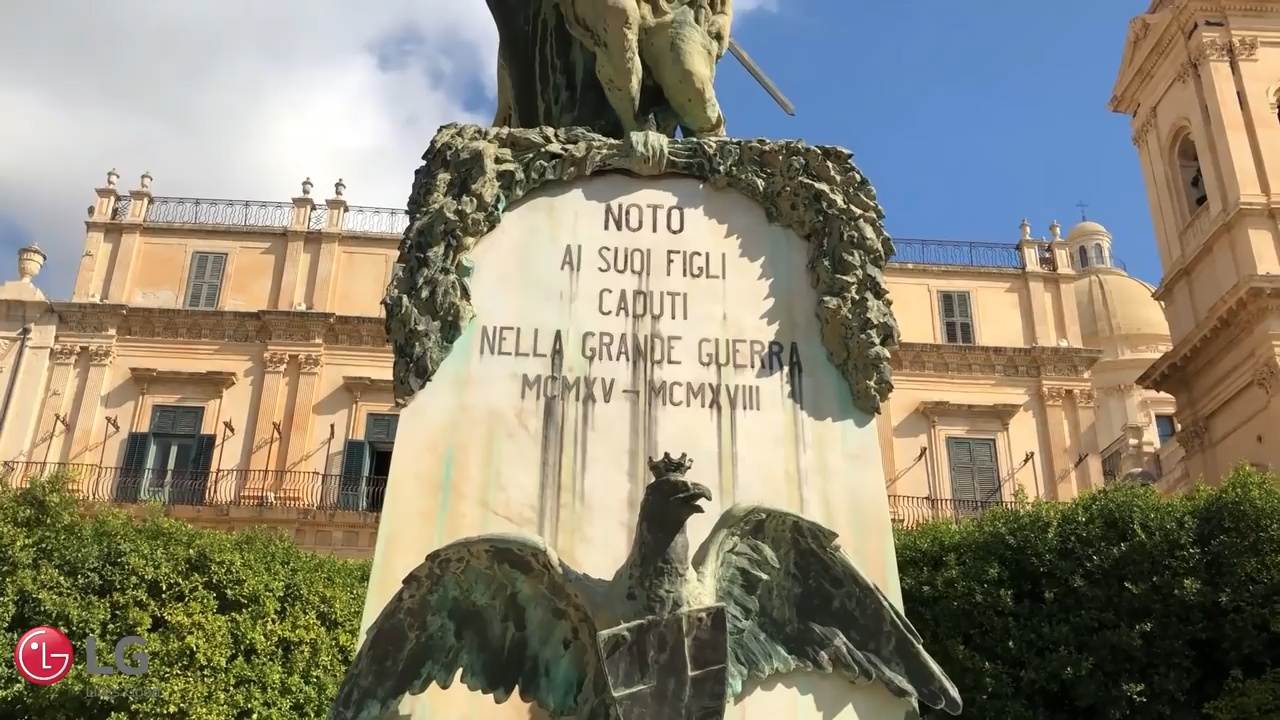 NOTO
AI SUOI FIGLI
CADUTI
NELLA GRANDE GUERRA
MCMXV – MCMXVIII
LG